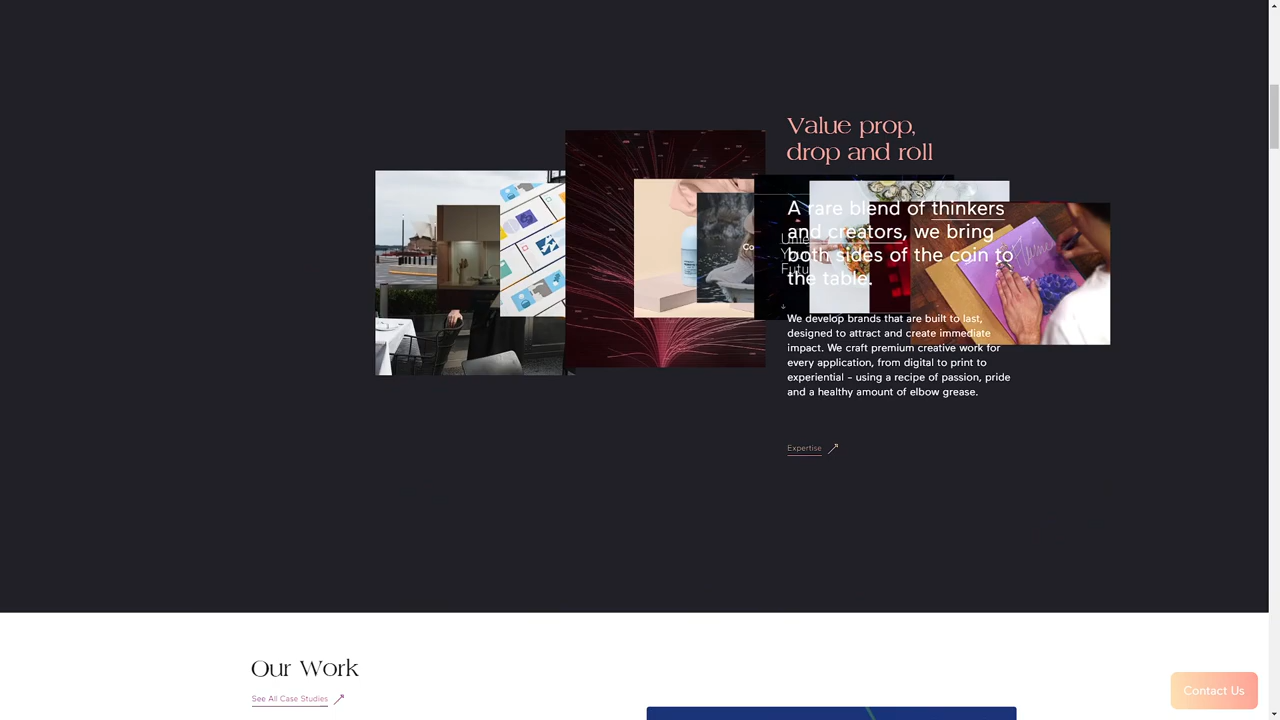 Value prop,
drop and roll
A rare blend of thinkers
and creators, we bring
both sides of the coin to
the table.
We develop brands that are built to last,
designed to attract and create immediate
impact. We craft premium creative work for
every application, from digital to print to
experiential – using a recipe of passion, pride
and a healthy amount of elbow grease.
Expertise
Our Work
See All Case Studies
Contact Us